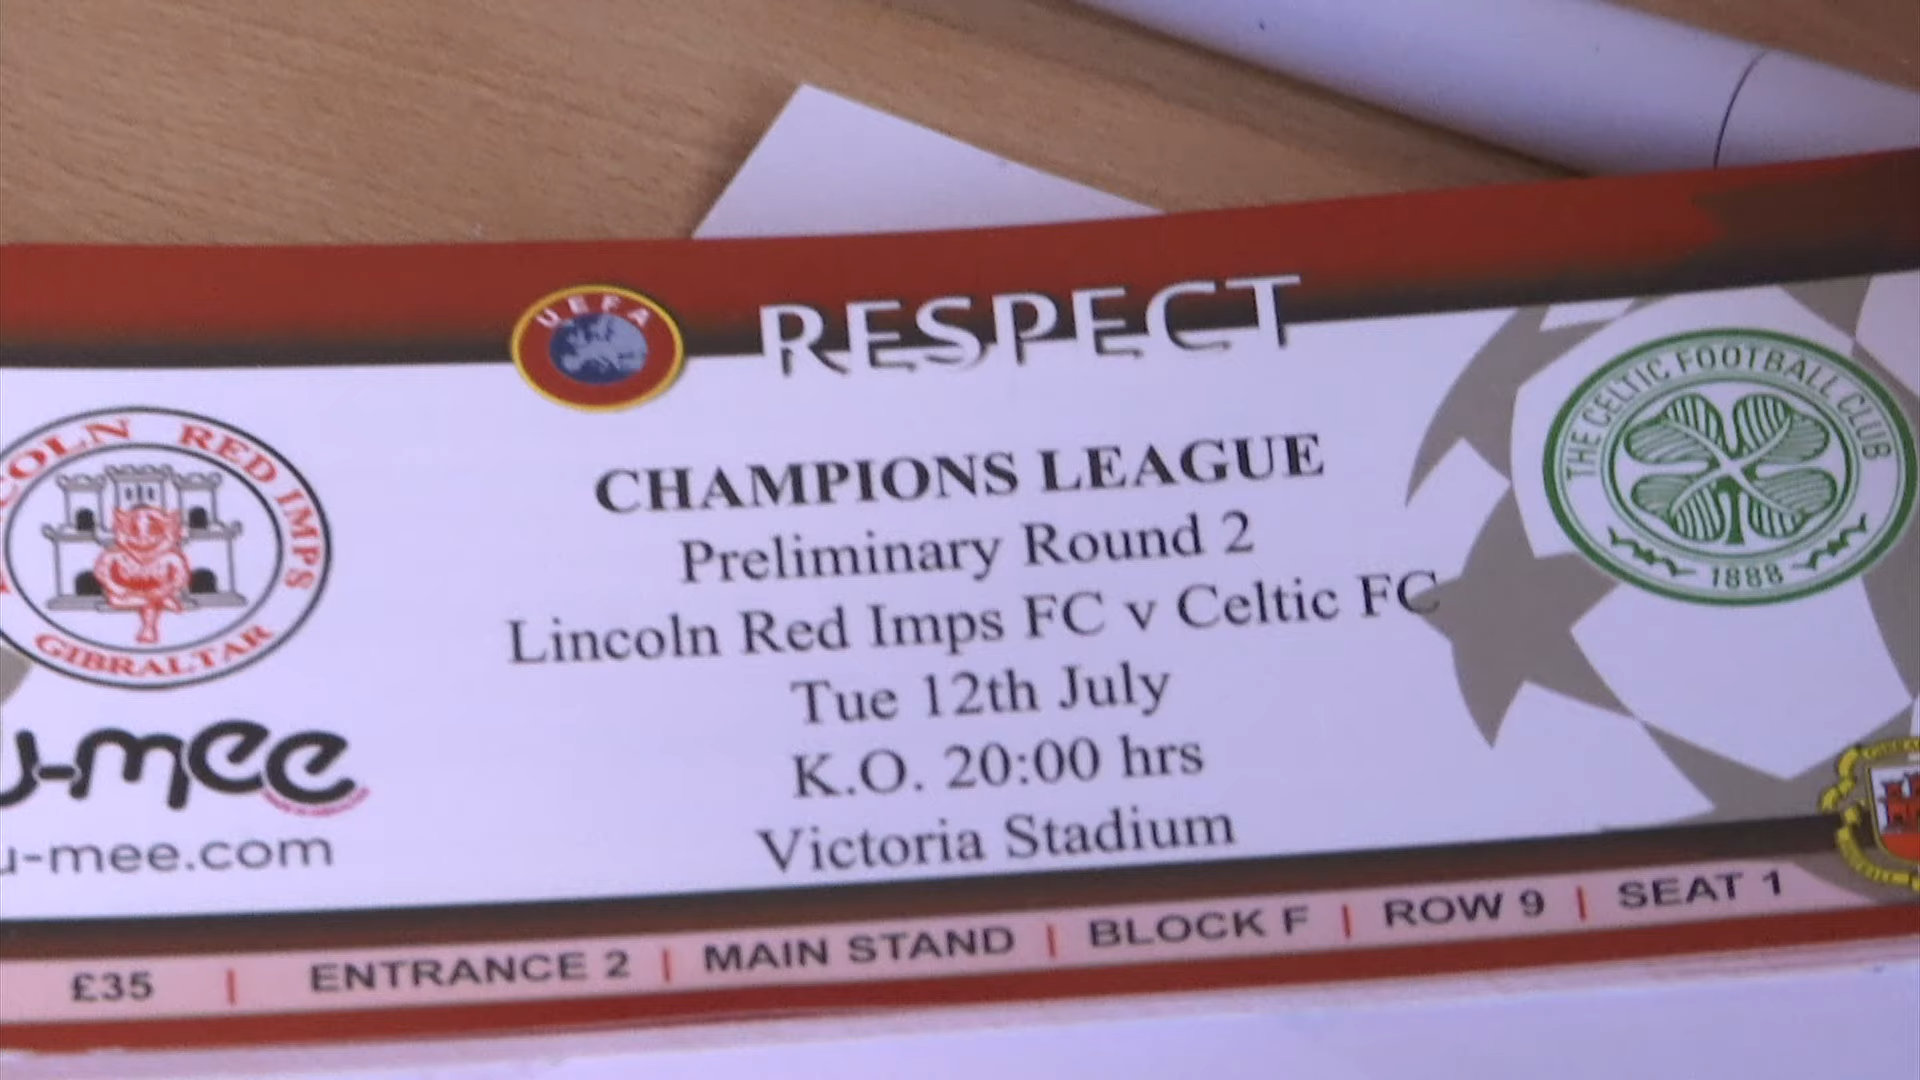 UEFA
RESPECT
LINCOLN RED IMPS
GIBRALTAR
THE CELTIC FOOTBALL CLUB
1888
CHAMPIONS LEAGUE
Preliminary Round 2
Lincoln Red Imps FC v Celtic FC
Tue 12th July
K.O. 20:00 hrs
Victoria Stadium
u-mee
u-mee.com
£35 | ENTRANCE 2 | MAIN STAND | BLOCK F | ROW 9 | SEAT 1